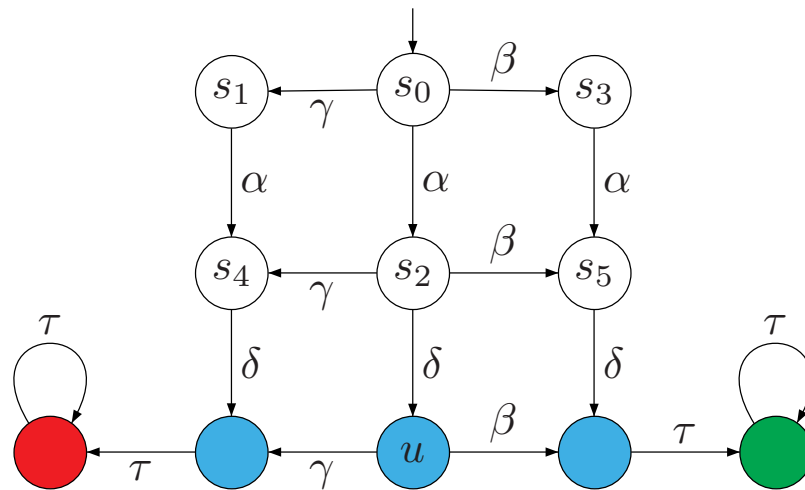 s₁ γ s₀ β s₃
α α α
s₄ γ s₂ β s₅
τ δ δ δ τ
τ γ u β τ